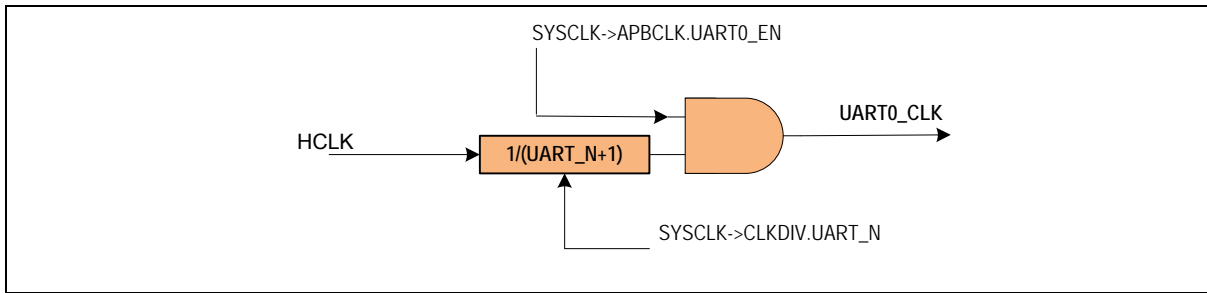 SYSCLK->APBCLK.UART0_EN
UART0_CLK
HCLK
1/(UART_N+1)
SYSCLK->CLKDIV.UART_N